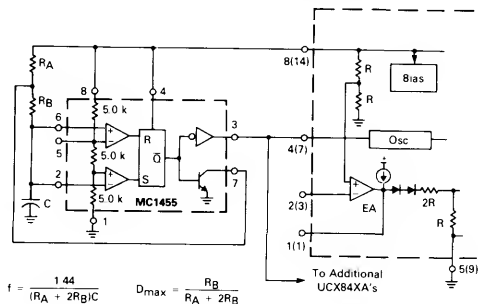 RA
RB
8
4
8(14)
R
R
Bias
5.0 k
6
5
5.0 k
2
5.0 k
R
Q
S
3
7
MC1455
1
C
4(7)
Osc
2(3)
EA
2R
R
1(1)
5(9)
To Additional
UCX84XA's
f = 1 44 / (RA + 2RB)C
Dmax = RB / RA + 2RB